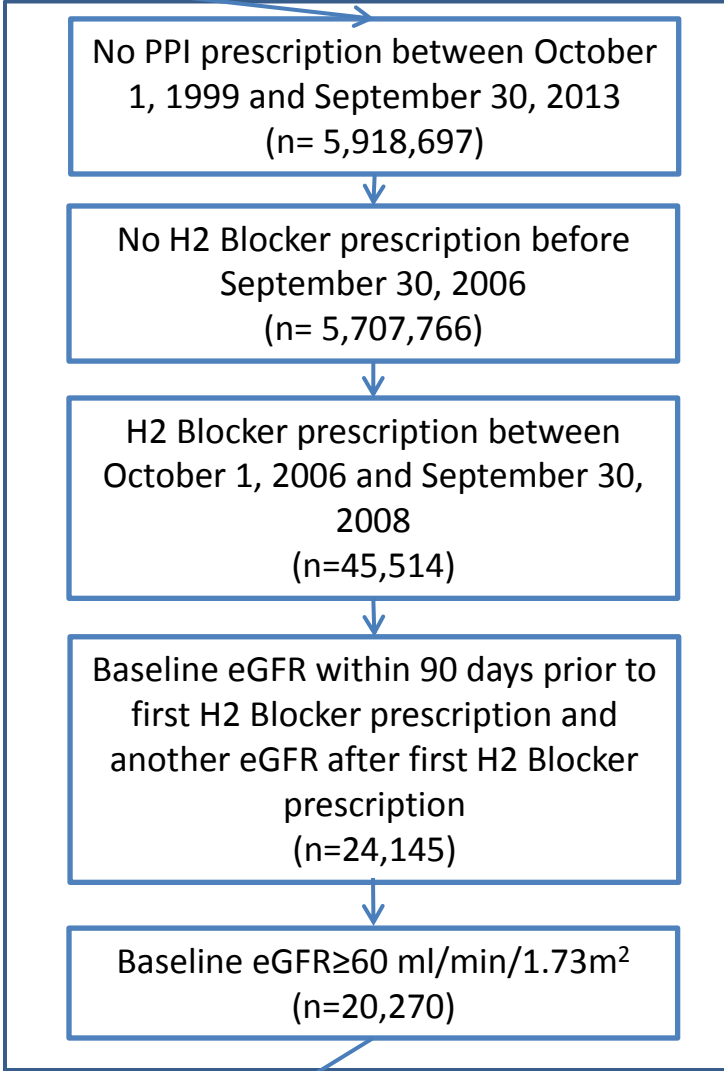 No PPI prescription between October
1, 1999 and September 30, 2013
(n= 5,918,697)
No H2 Blocker prescription before
September 30, 2006
(n= 5,707,766)
H2 Blocker prescription between
October 1, 2006 and September 30,
2008
(n=45,514)
Baseline eGFR within 90 days prior to
first H2 Blocker prescription and
another eGFR after first H2 Blocker
prescription
(n=24,145)
Baseline eGFR≥60 ml/min/1.73m²
(n=20,270)